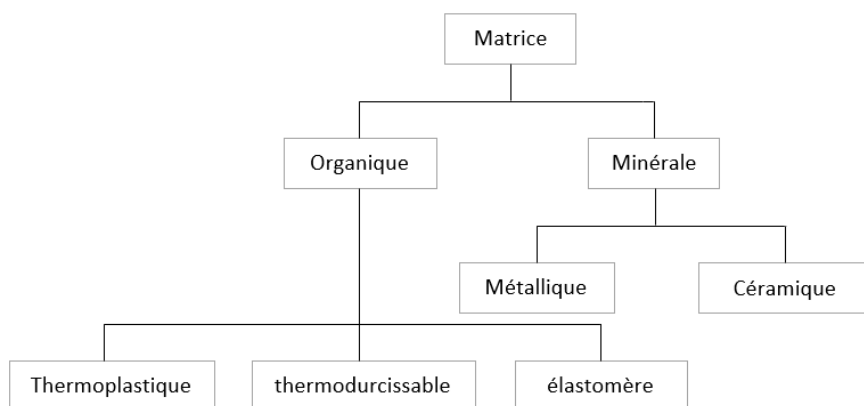 Matrice
Organique
Minérale
Métallique
Céramique
Thermoplastique
thermodurcissable
élastomère